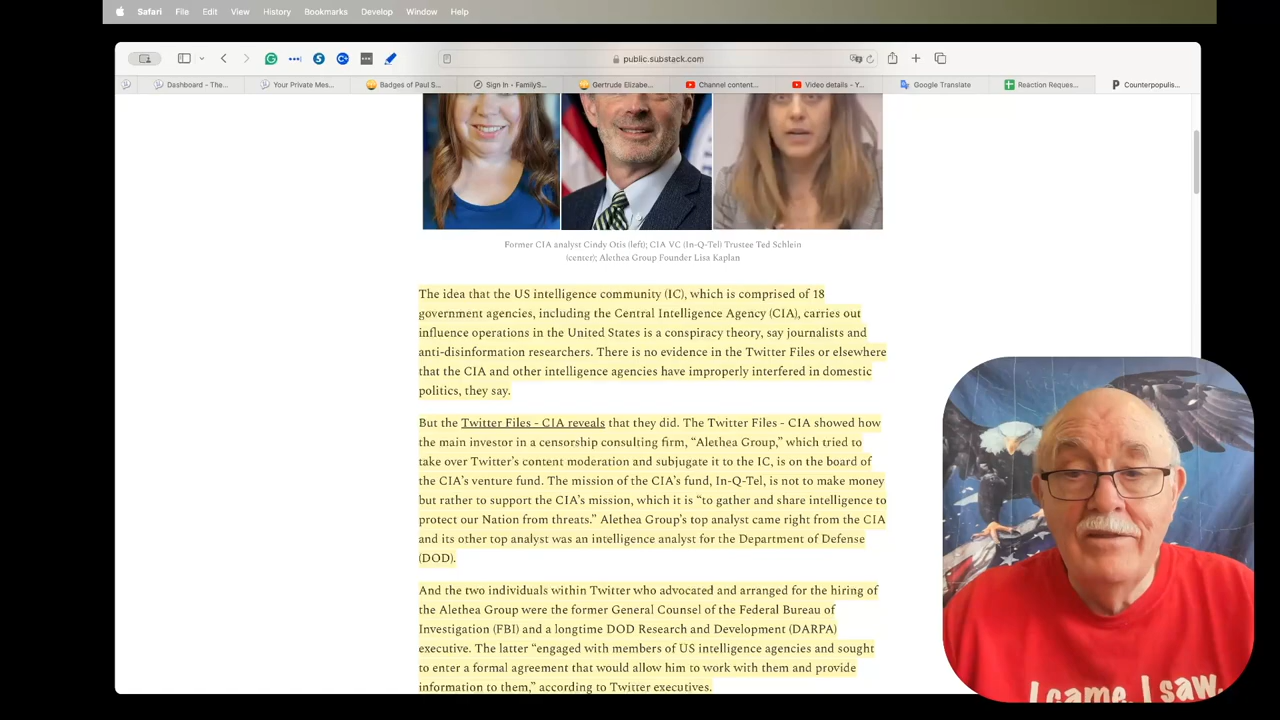 Safari File Edit View History Bookmarks Develop Window Help
public.substack.com
Dashboard - The... Your Private Mes... Badges of Paul S... Sign In - FamilyS... Gertrude Elizabe... Channel content... Video details - Y... Google Translate Reaction Reque... Counterpopulis...
Former CIA analyst Cindy Otis (left); CIA VC (In-Q-Tel) Trustee Ted Schlein
(center); Alethea Group Founder Lisa Kaplan
The idea that the US intelligence community (IC), which is comprised of 18
government agencies, including the Central Intelligence Agency (CIA), carries out
influence operations in the United States is a conspiracy theory, say journalists and
anti-disinformation researchers. There is no evidence in the Twitter Files or elsewhere
that the CIA and other intelligence agencies have improperly interfered in domestic
politics, they say.
But the Twitter Files - CIA reveals that they did. The Twitter Files - CIA showed how
the main investor in a censorship consulting firm, “Alethea Group,” which tried to
take over Twitter’s content moderation and subjugate it to the IC, is on the board of
the CIA’s venture fund. The mission of the CIA’s fund, In-Q-Tel, is not to make money
but rather to support the CIA’s mission, which it is “to gather and share intelligence to
protect our Nation from threats.” Alethea Group’s top analyst came right from the CIA
and its other top analyst was an intelligence analyst for the Department of Defense
(DOD).
And the two individuals within Twitter who advocated and arranged for the hiring of
the Alethea Group were the former General Counsel of the Federal Bureau of
Investigation (FBI) and a longtime DOD Research and Development (DARPA)
executive. The latter “engaged with members of US intelligence agencies and sought
to enter a formal agreement that would allow him to work with them and provide
information to them,” according to Twitter executives.
I came. I saw.